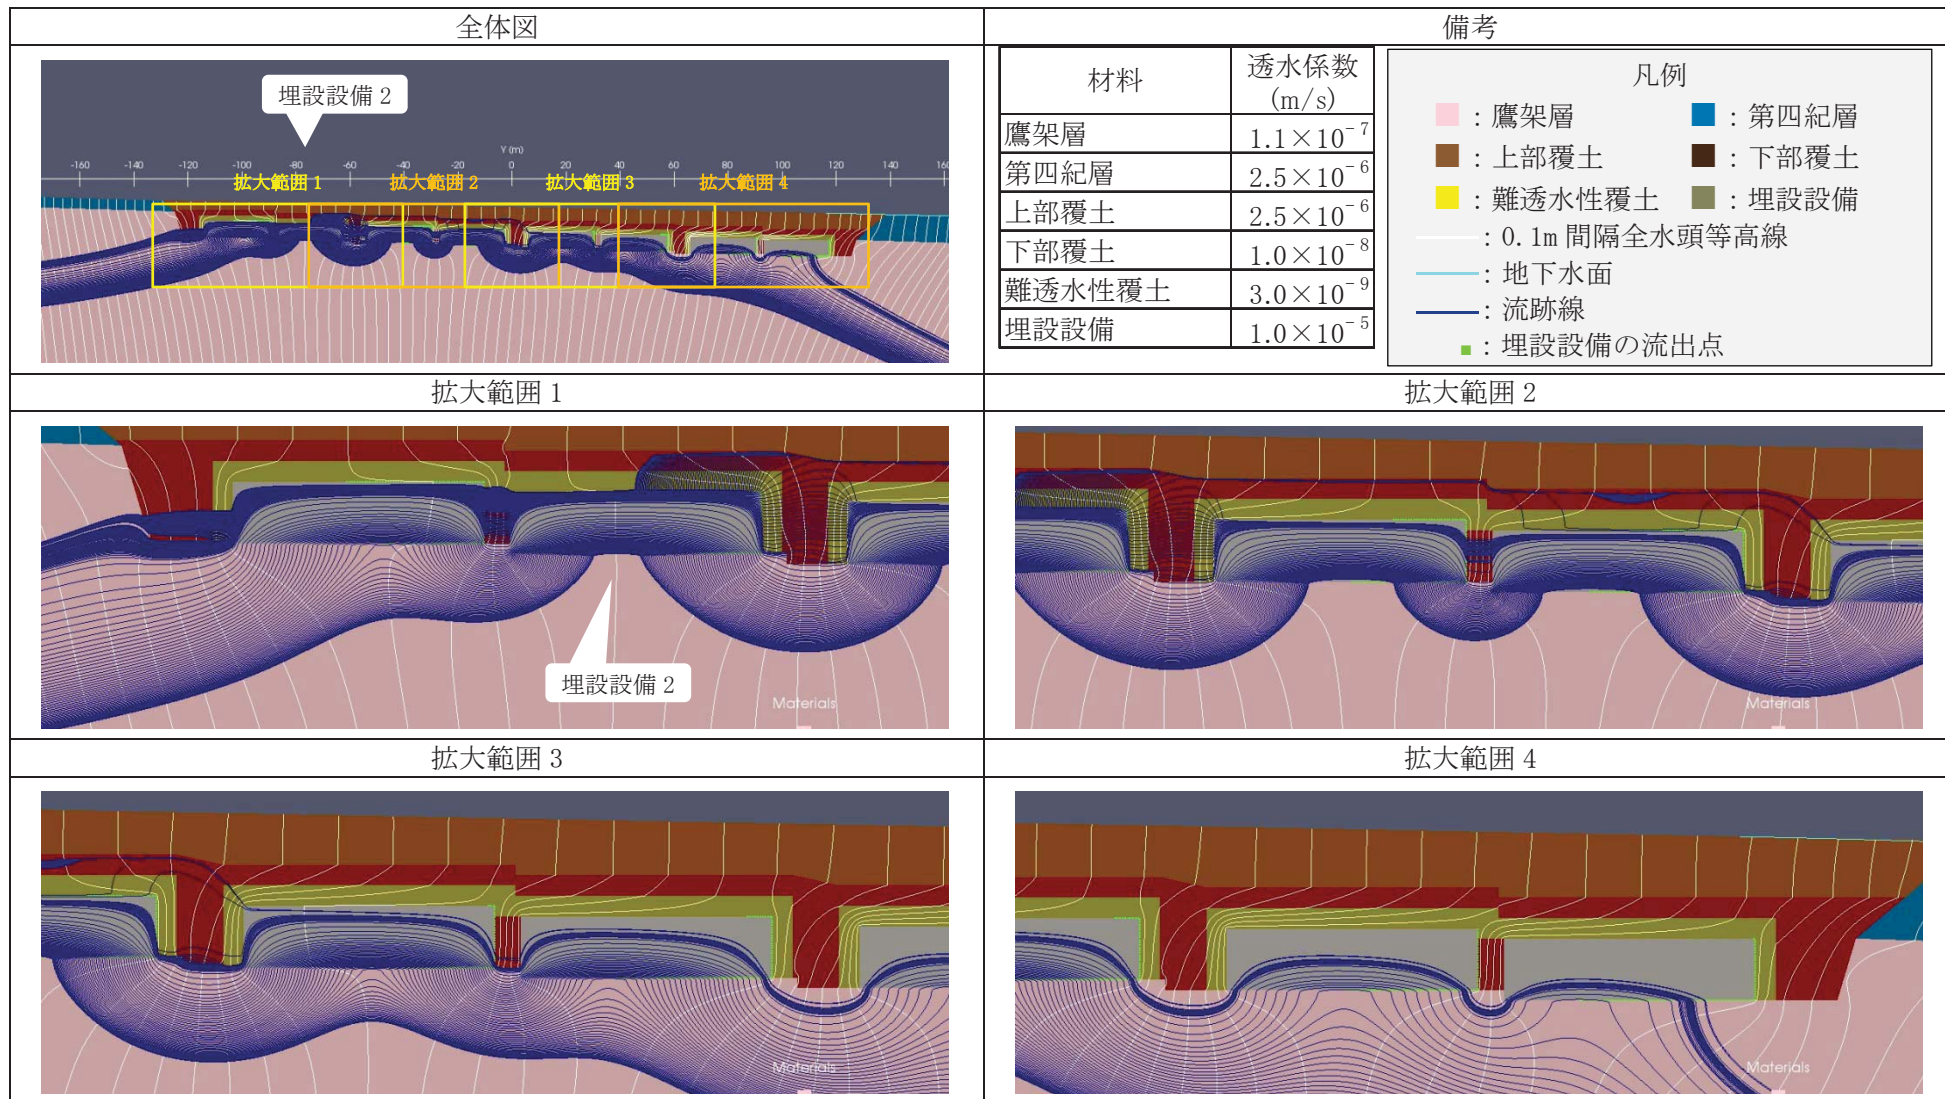 全体図
備考
埋設設備 2
Y (m)
-160 -140 -120 -100 -80 -60 -40 -20 0 20 40 60 80 100 120 140 160
拡大範囲 1 拡大範囲 2 拡大範囲 3 拡大範囲 4
材料 透水係数
(m/s)
鷹架層 1.1×10⁻⁷
第四紀層 2.5×10⁻⁶
上部覆土 2.5×10⁻⁶
下部覆土 1.0×10⁻⁸
難透水性覆土 3.0×10⁻⁹
埋設設備 1.0×10⁻⁵
凡例
：鷹架層 ：第四紀層
：上部覆土 ：下部覆土
：難透水性覆土 ：埋設設備
：0.1m 間隔全水頭等高線
：地下水面
：流跡線
：埋設設備の流出点
拡大範囲 1
拡大範囲 2
埋設設備 2
Materials
Materials
拡大範囲 3
拡大範囲 4
Materials
Materials